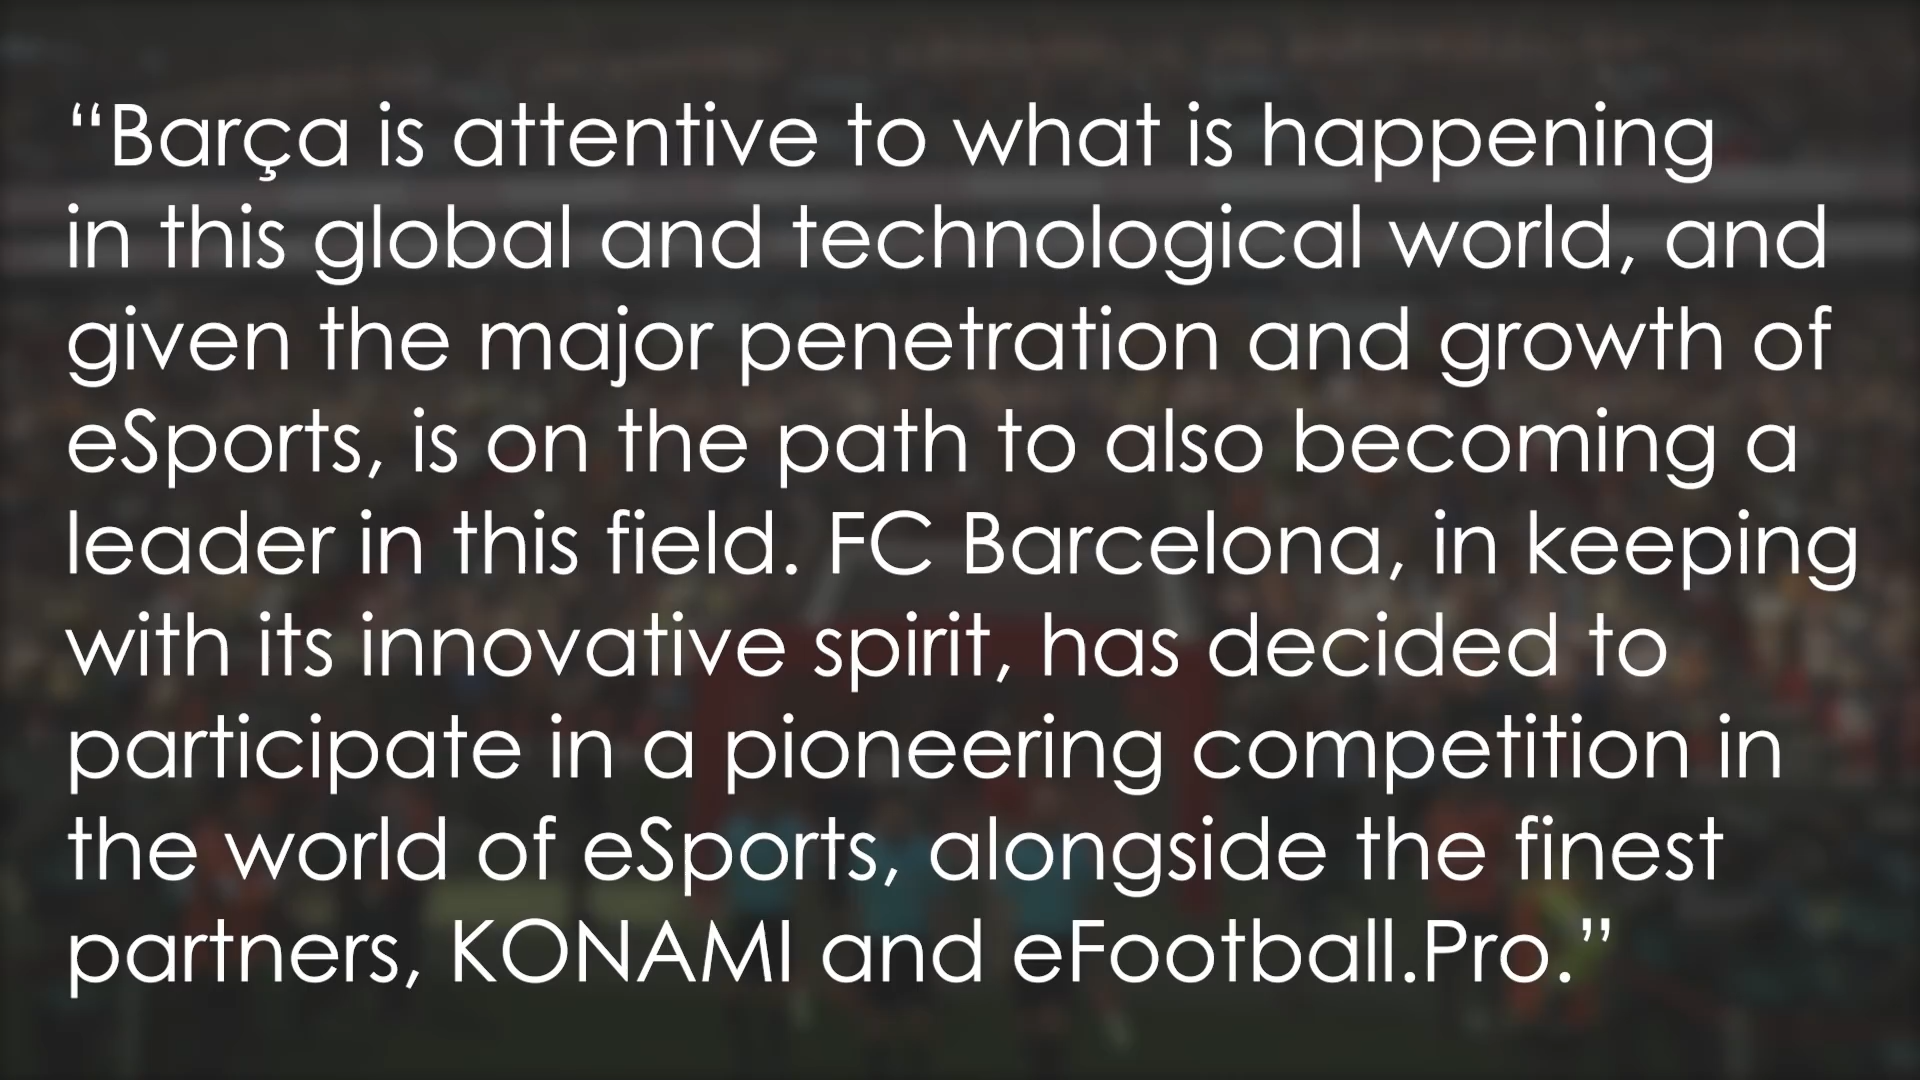 “Barça is attentive to what is happening
in this global and technological world, and
given the major penetration and growth of
eSports, is on the path to also becoming a
leader in this field. FC Barcelona, in keeping
with its innovative spirit, has decided to
participate in a pioneering competition in
the world of eSports, alongside the finest
partners, KONAMI and eFootball.Pro.”